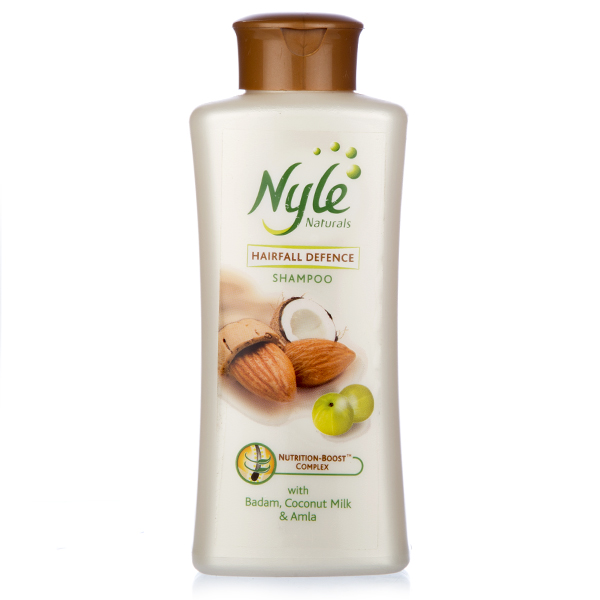 Nyle
Naturals
HAIRFALL DEFENCE
SHAMPOO
NUTRITION-BOOST™
COMPLEX
with
Badam, Coconut Milk
& Amla